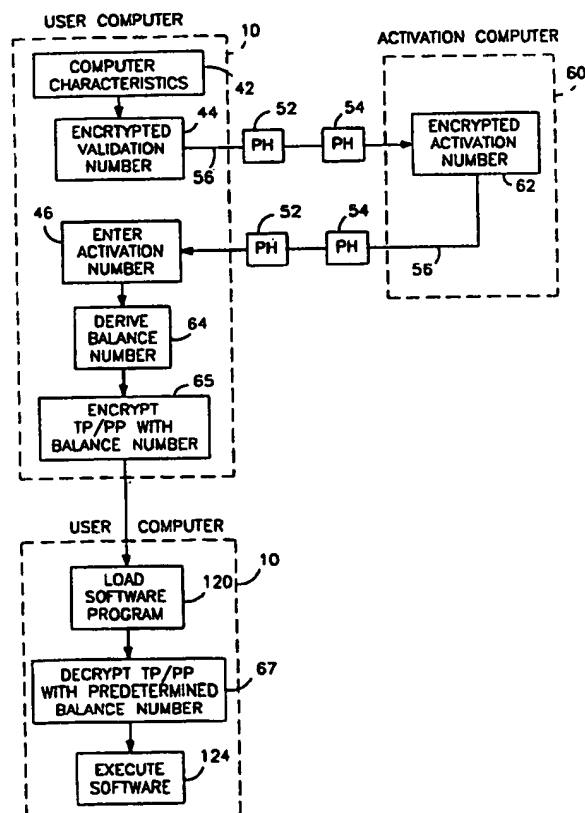 USER COMPUTER
10
ACTIVATION COMPUTER
60
COMPUTER
CHARACTERISTICS
42
44
ENCRTYPTED
VALIDATION
NUMBER
56
52
PH
54
PH
ENCRYPTED
ACTIVATION
NUMBER
62
46
ENTER
ACTIVATION
NUMBER
52
PH
54
PH
56
DERIVE
BALANCE
NUMBER
64
65
ENCRYPT
TP/PP WITH
BALANCE NUMBER
USER COMPUTER
10
LOAD
SOFTWARE
PROGRAM
120
DECRYPT TP/PP
WITH PREDETERMINED
BALANCE NUMBER
67
EXECUTE
SOFTWARE
124